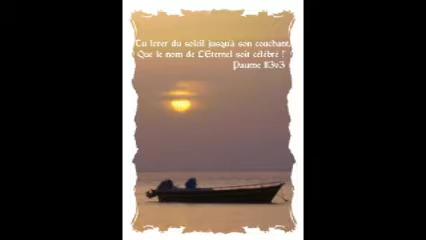 Du lever du soleil jusqu'à son couchant,
Que le nom de L'Eternel soit célébré !
Psaume 113v3